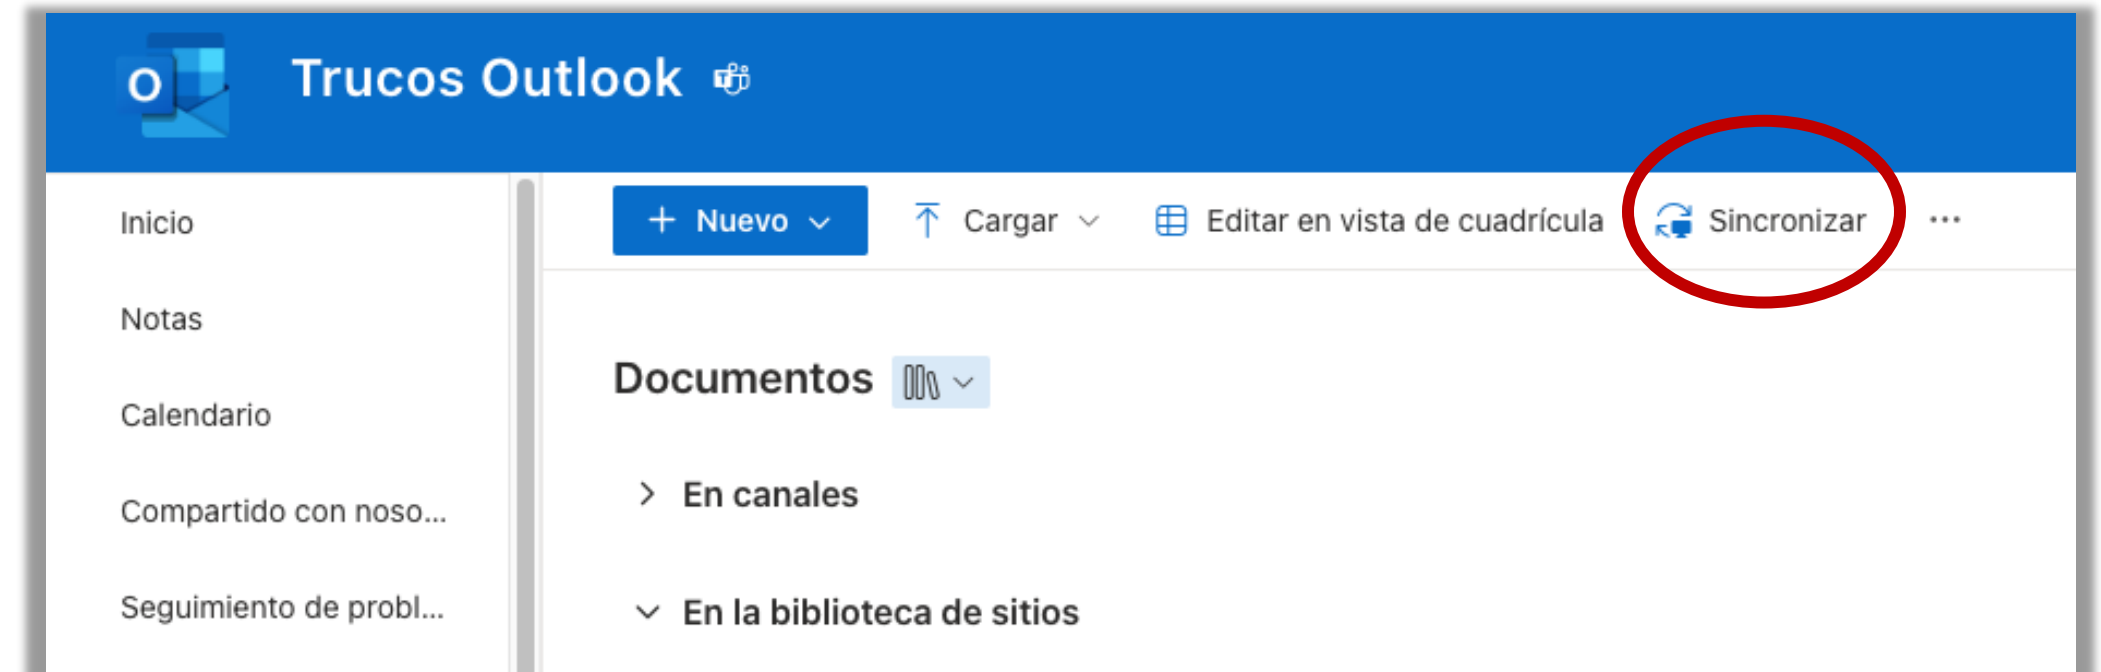 Trucos Outlook
Inicio
Notas
Calendario
Compartido con noso...
Seguimiento de probl...
+ Nuevo
Cargar
Editar en vista de cuadrícula
Sincronizar
...
Documentos
En canales
En la biblioteca de sitios